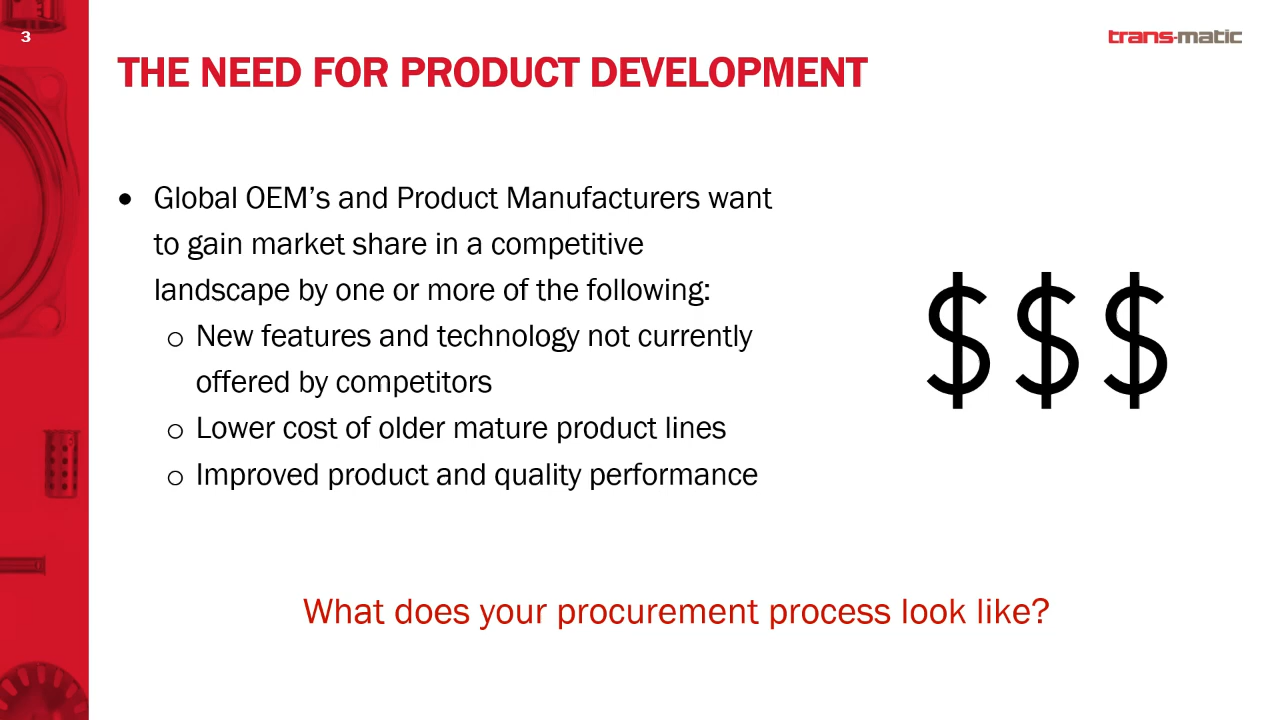 3
trans-matic
THE NEED FOR PRODUCT DEVELOPMENT
• Global OEM’s and Product Manufacturers want
to gain market share in a competitive
landscape by one or more of the following:
o New features and technology not currently
offered by competitors
o Lower cost of older mature product lines
o Improved product and quality performance
$ $ $
What does your procurement process look like?